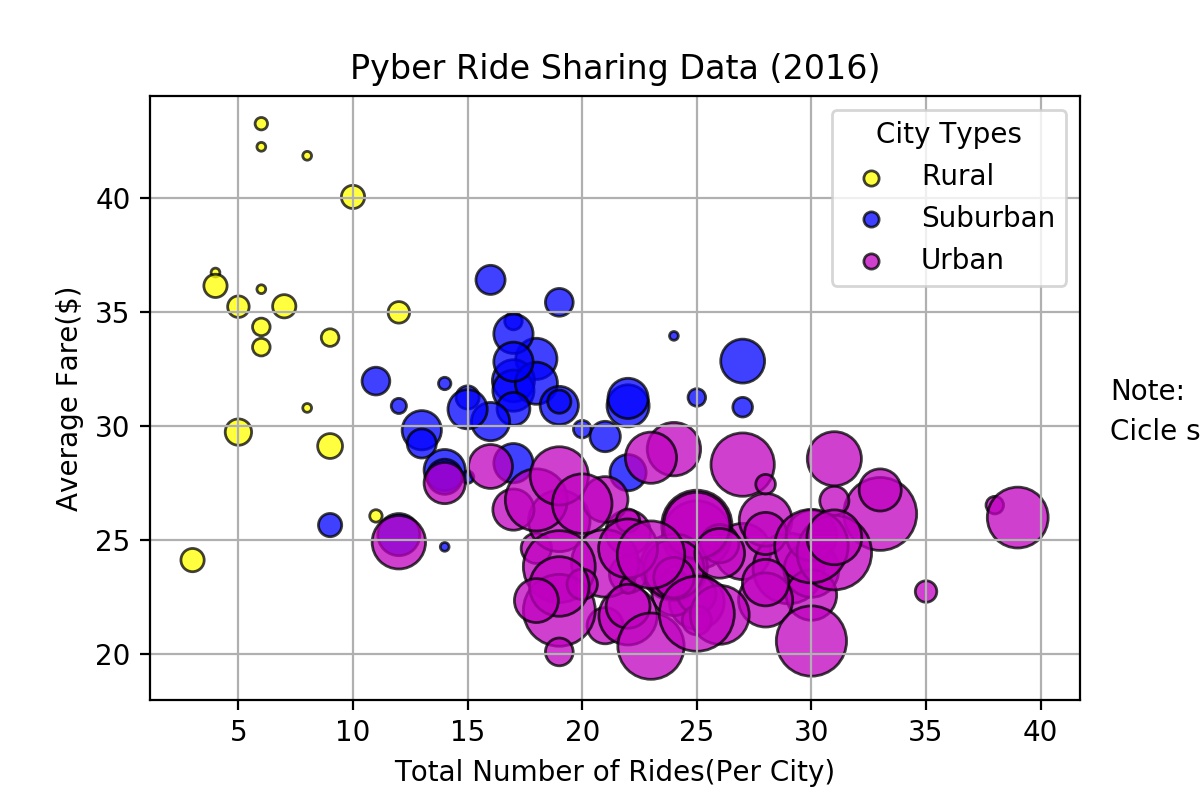 Pyber Ride Sharing Data (2016)
City Types
Rural
Suburban
Urban
40
35
30
25
20
Average Fare($)
5 10 15 20 25 30 35 40
Total Number of Rides(Per City)
Note:
Cicle s